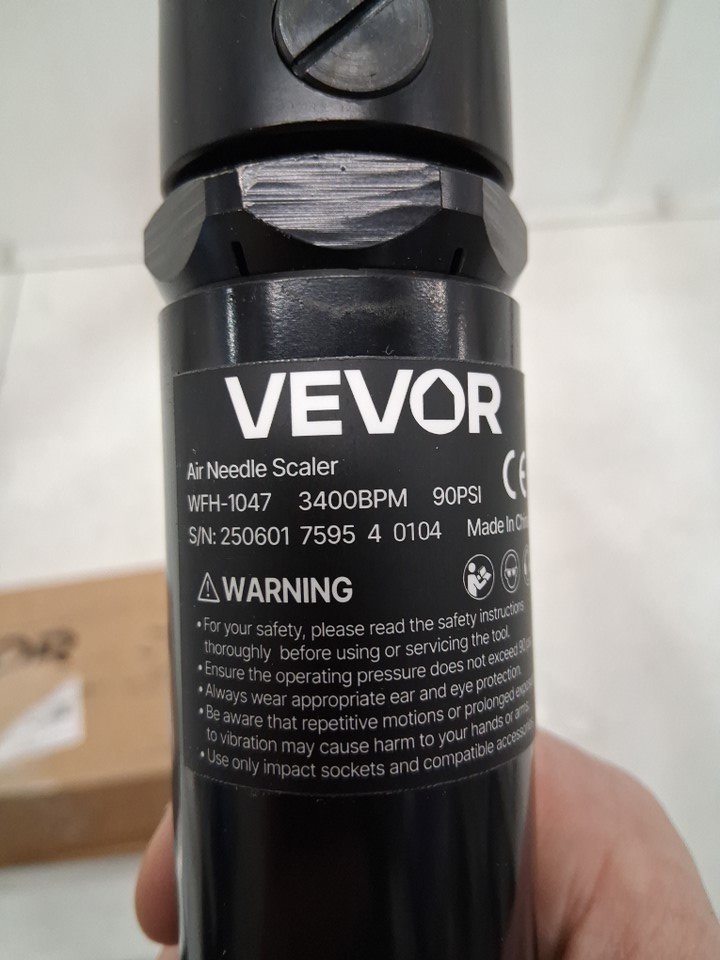 VEVOR
Air Needle Scaler
CE
WFH-1047 3400BPM 90PSI
S/N: 250601 7595 4 0104 Made In
WARNING
• For your safety, please read the safety instructions
thoroughly before using or servicing the tool.
• Ensure the operating pressure does not exceed 90
• Always wear appropriate ear and eye protection.
• Be aware that repetitive motions or prolonged
to vibration may cause harm to your hands or arms.
• Use only impact sockets and compatible